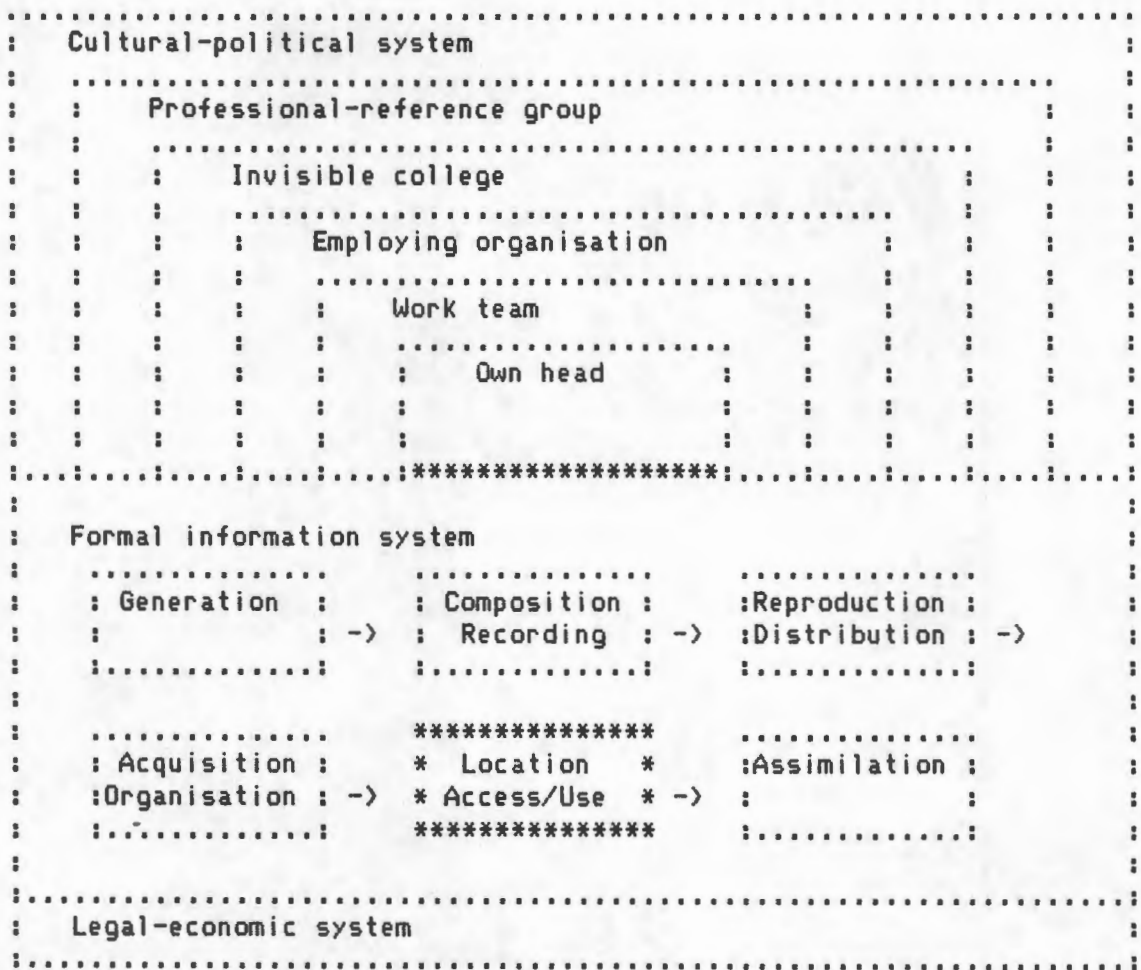 Cultural-political system
Professional-reference group
Invisible college
Employing organisation
Work team
Own head
Formal information system
Generation
Composition
Reproduction
->
Recording
->
Distribution
->
Acquisition
Location
Assimilation
Organisation
->
Access/Use
->
Legal-economic system